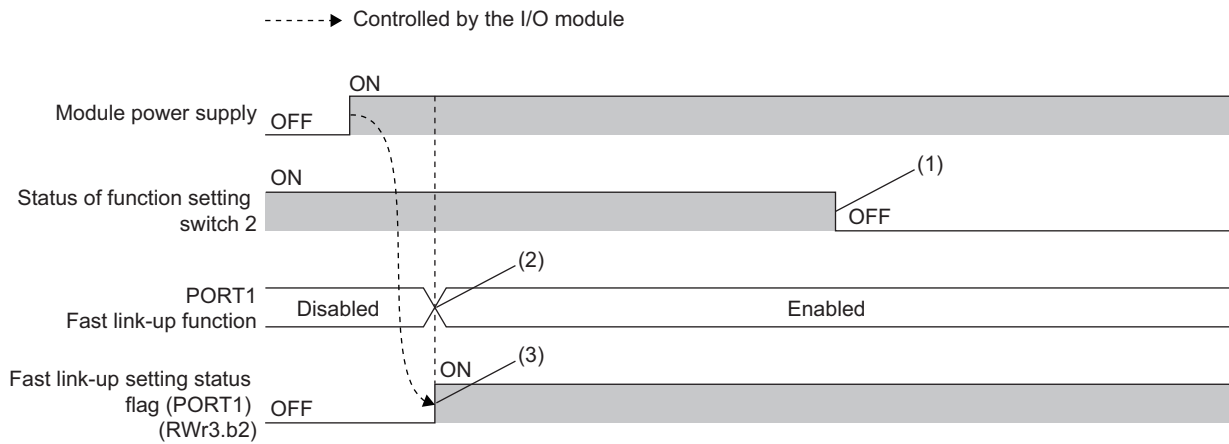 Controlled by the I/O module
ON
Module power supply
OFF
ON
(1)
Status of function setting
switch 2
OFF
(2)
PORT1
Fast link-up function
Disabled
Enabled
(3)
Fast link-up setting status
flag (PORT1)
(RWr3.b2)
ON
OFF